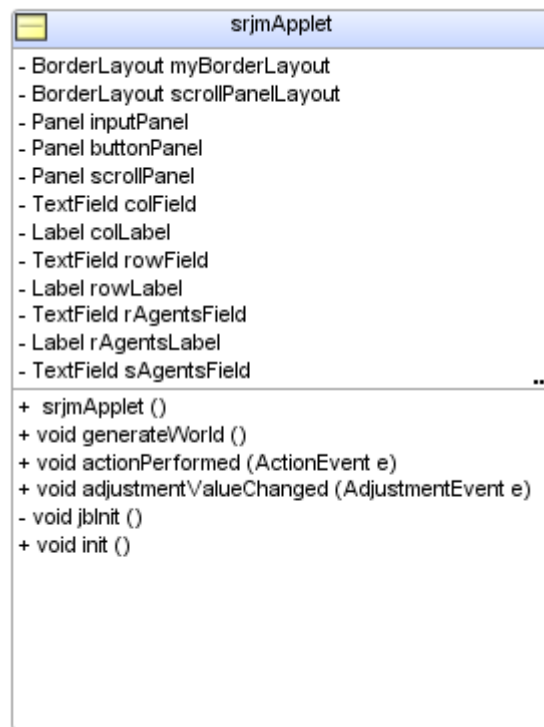 srjmApplet
- BorderLayout myBorderLayout
- BorderLayout scrollPanelLayout
- Panel inputPanel
- Panel buttonPanel
- Panel scrollPanel
- TextField colField
- Label colLabel
- TextField rowField
- Label rowLabel
- TextField rAgentsField
- Label rAgentsLabel
- TextField sAgentsField
..
+ srjmApplet ()
+ void generateWorld ()
+ void actionPerformed (ActionEvent e)
+ void adjustmentValueChanged (AdjustmentEvent e)
- void jbInit ()
+ void init ()